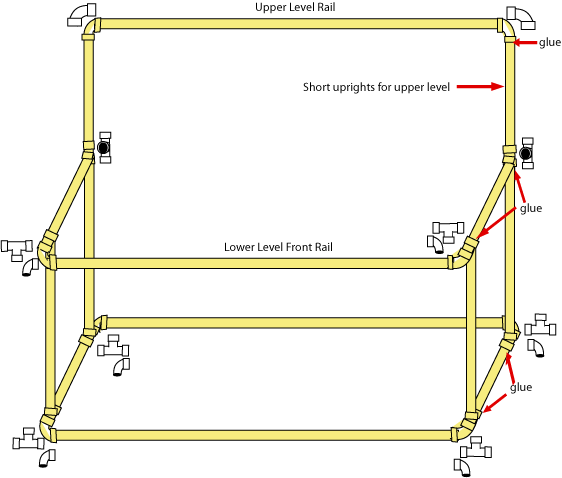 Upper Level Rail
glue
Short uprights for upper level
glue
Lower Level Front Rail
glue